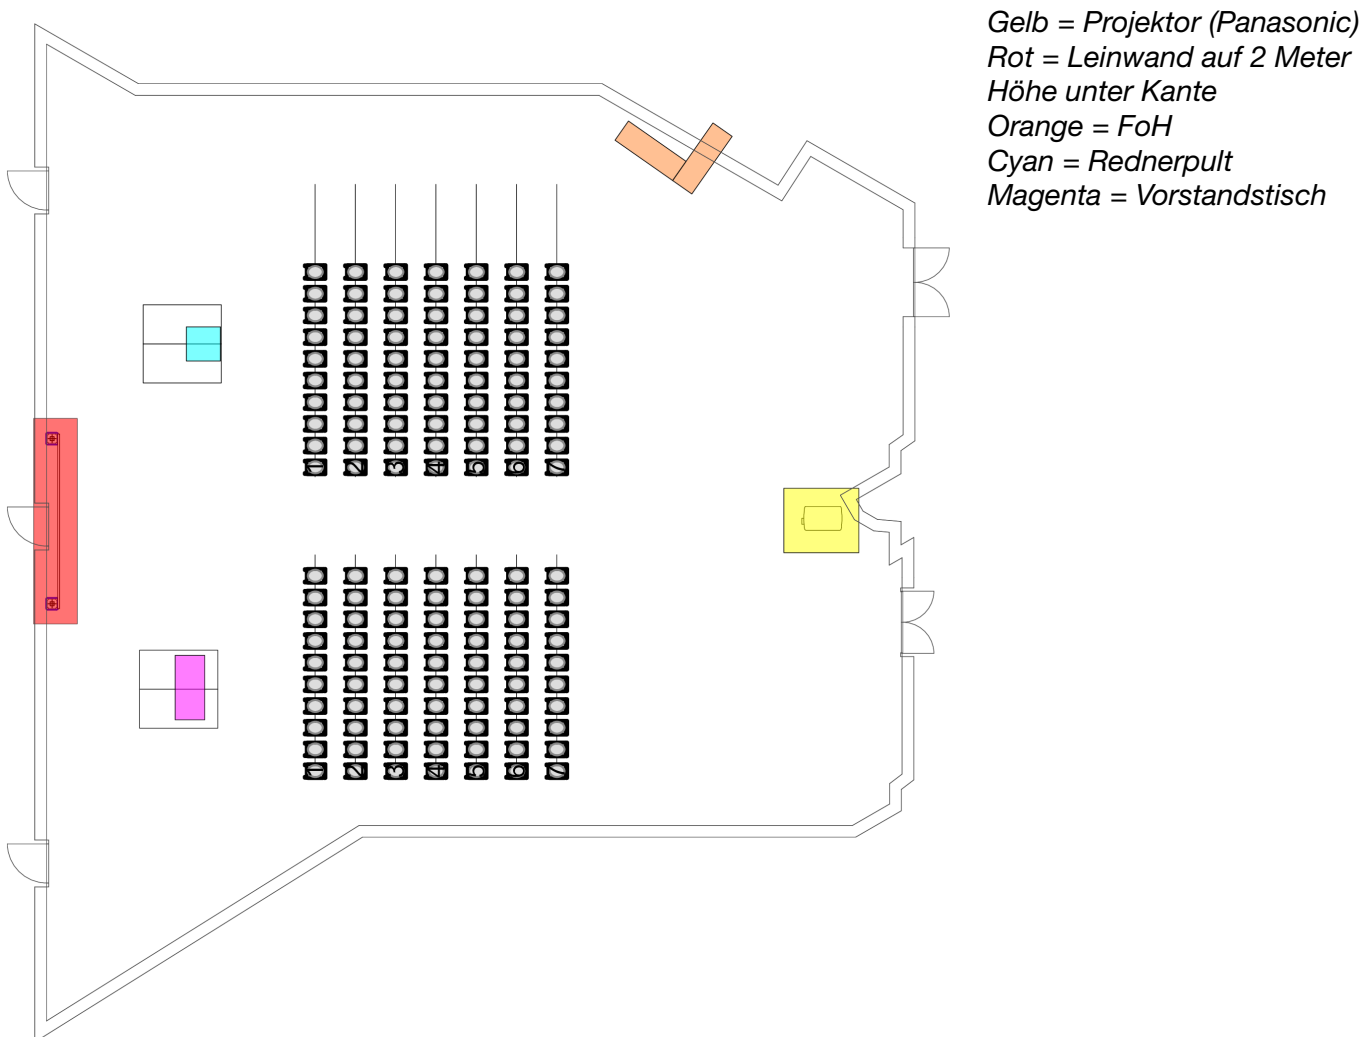 Gelb = Projektor (Panasonic)
Rot = Leinwand auf 2 Meter
Höhe unter Kante
Orange = FoH
Cyan = Rednerpult
Magenta = Vorstandstisch
1 2 3 4 5 6 7
1 2 3 4 5 6 7